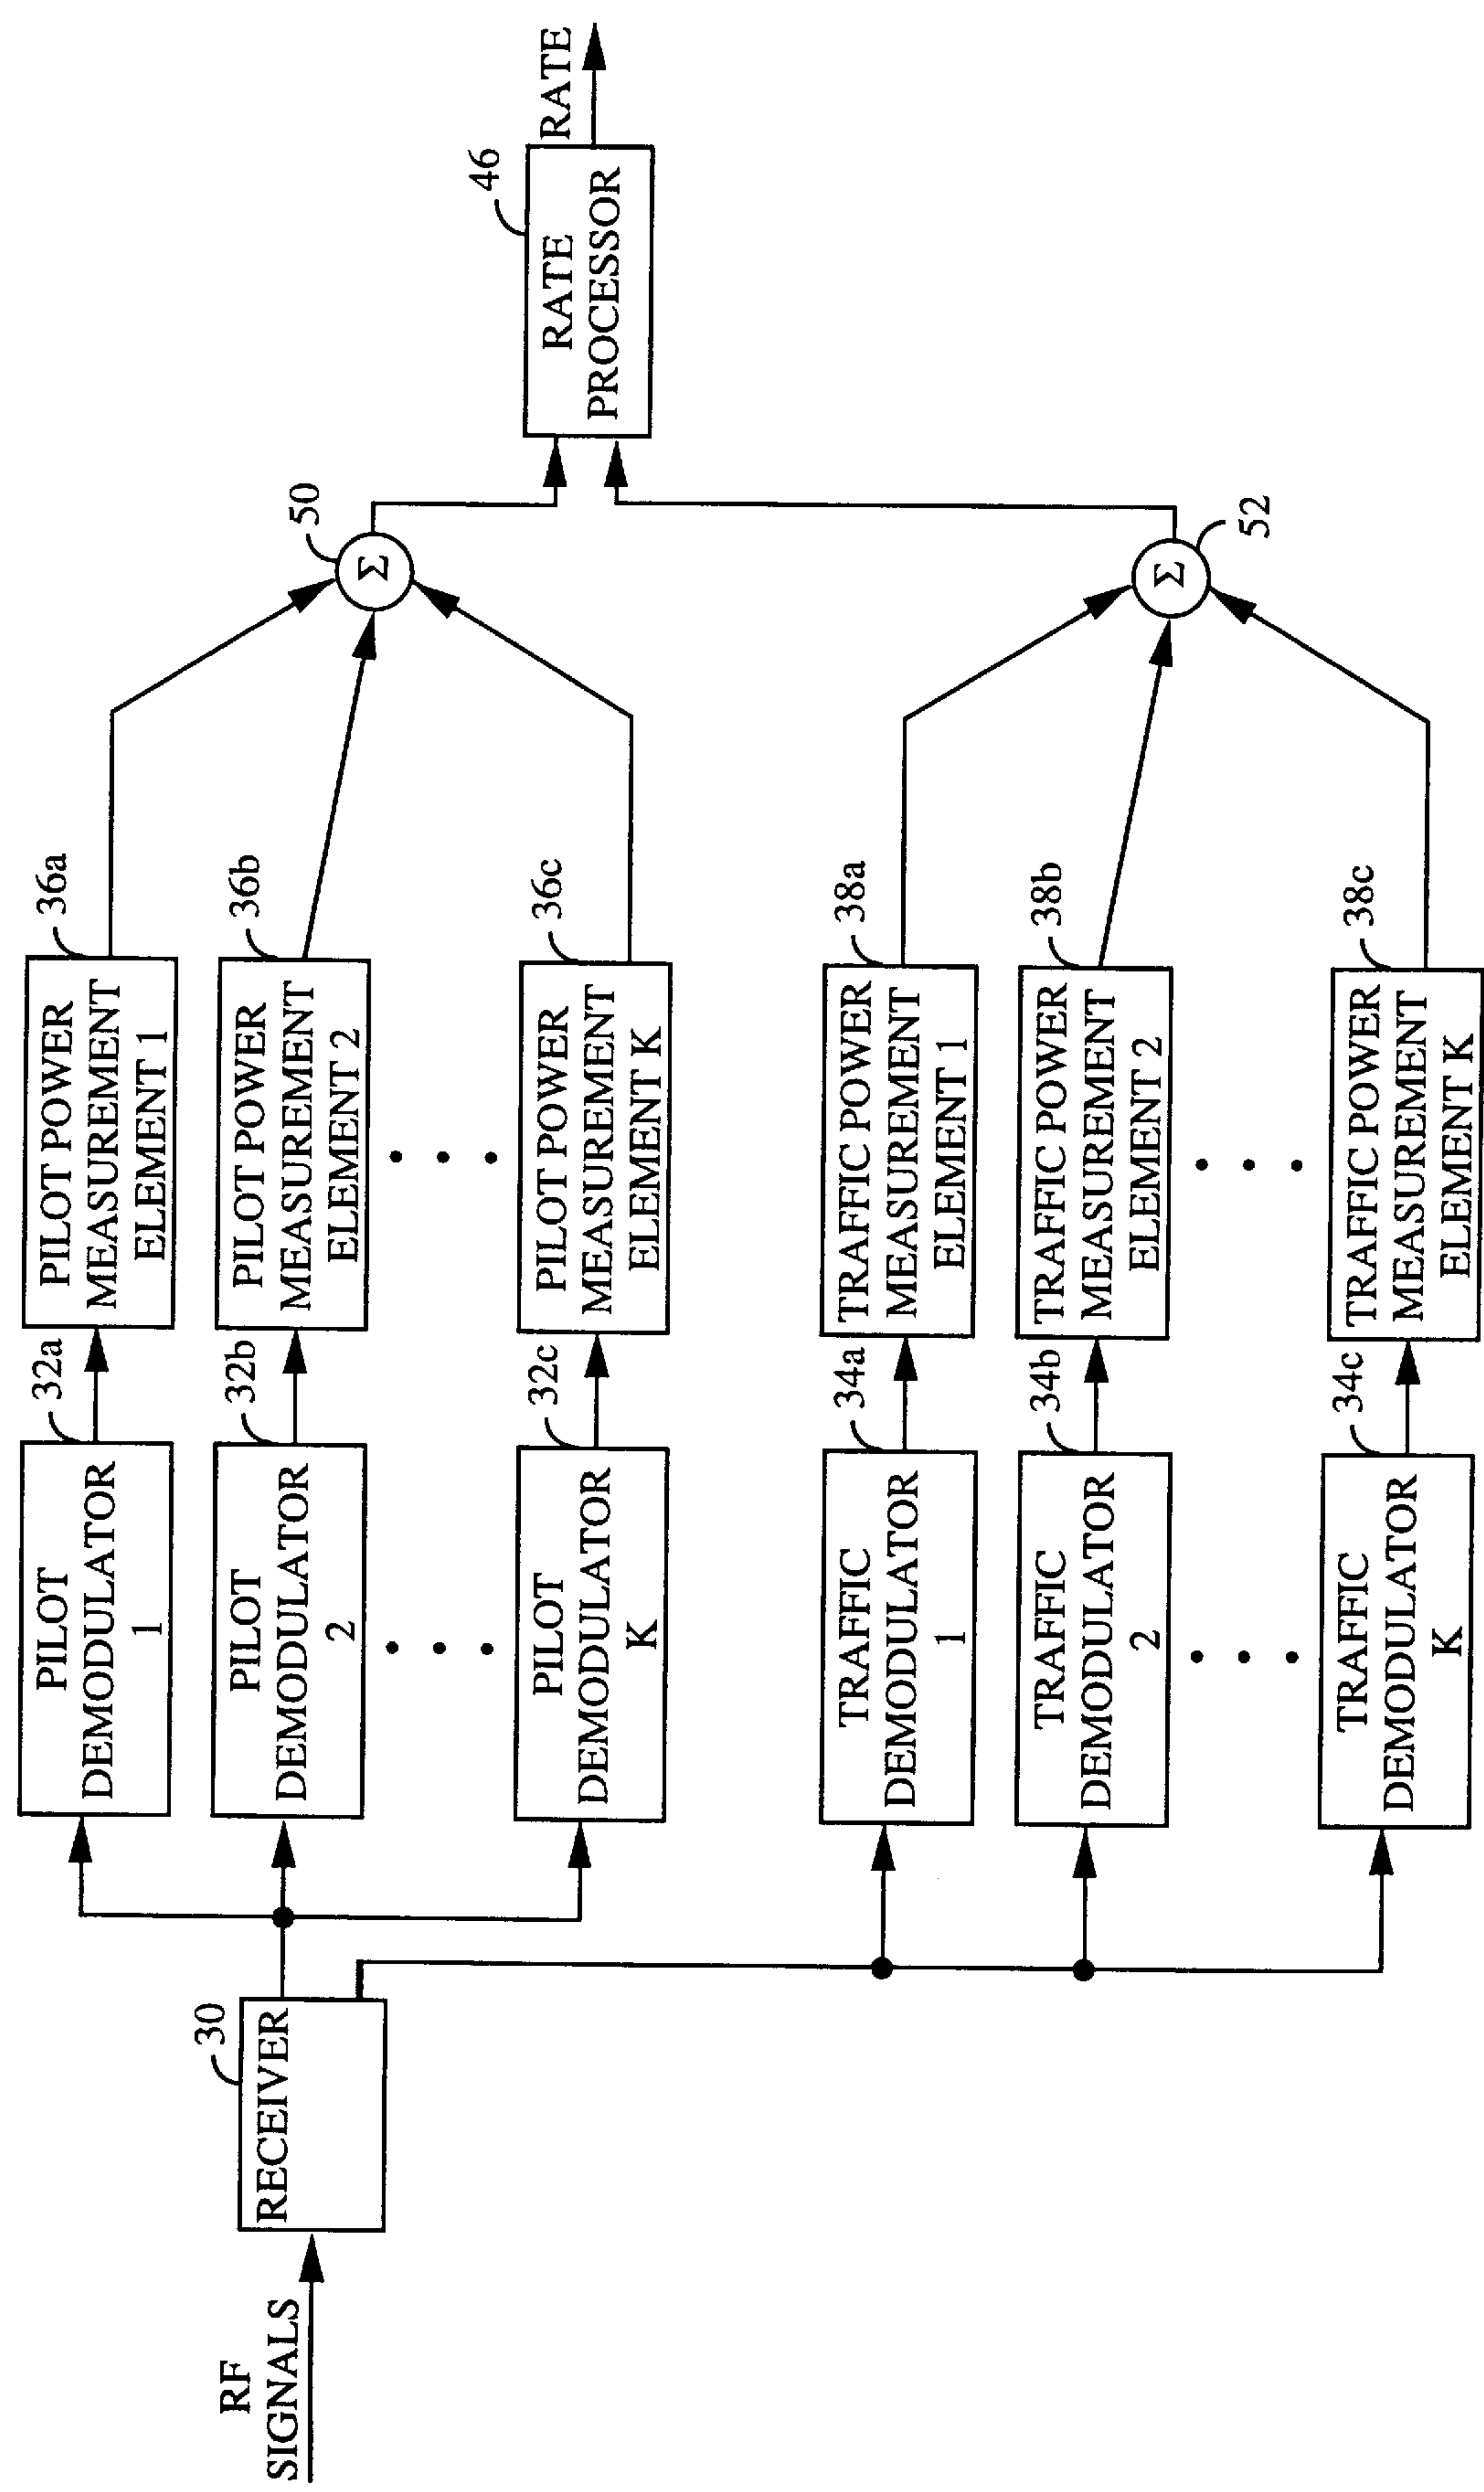 RF
SIGNALS
RECEIVER
30
PILOT
DEMODULATOR
1
32a
PILOT POWER
MEASUREMENT
ELEMENT 1
36a
PILOT
DEMODULATOR
2
32b
PILOT POWER
MEASUREMENT
ELEMENT 2
36b
PILOT
DEMODULATOR
K
32c
PILOT POWER
MEASUREMENT
ELEMENT K
36c
Σ
50
TRAFFIC
DEMODULATOR
1
34a
TRAFFIC POWER
MEASUREMENT
ELEMENT 1
38a
TRAFFIC
DEMODULATOR
2
34b
TRAFFIC POWER
MEASUREMENT
ELEMENT 2
38b
TRAFFIC
DEMODULATOR
K
34c
TRAFFIC POWER
MEASUREMENT
ELEMENT K
38c
Σ
52
RATE
PROCESSOR
46
RATE